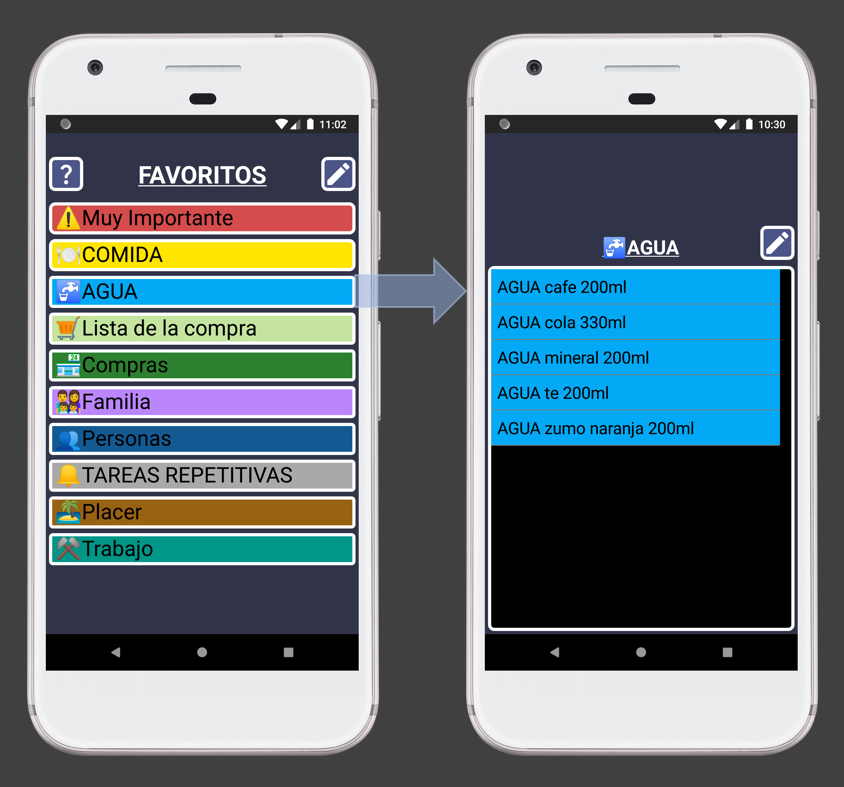 11:02
?
FAVORITOS
Muy Importante
COMIDA
AGUA
Lista de la compra
24
Compras
Familia
Personas
TAREAS REPETITIVAS
Placer
Trabajo
10:30
AGUA
AGUA cafe 200ml
AGUA cola 330ml
AGUA mineral 200ml
AGUA te 200ml
AGUA zumo naranja 200ml